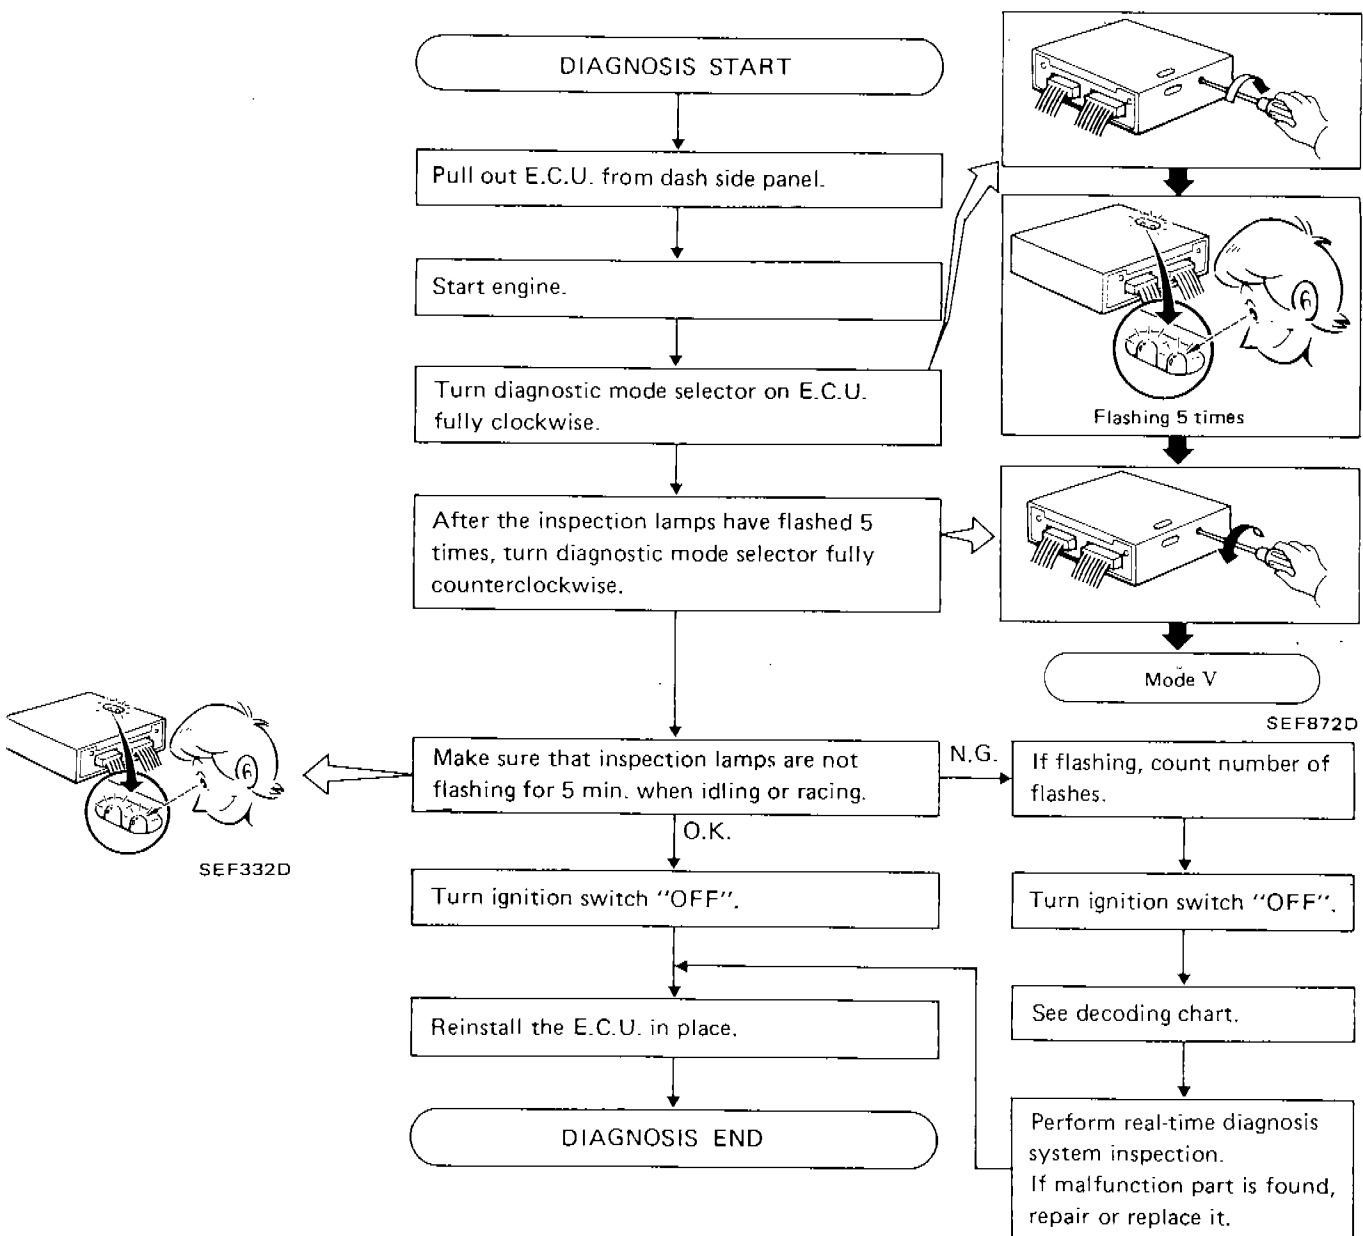 DIAGNOSIS START
Pull out E.C.U. from dash side panel.
Start engine.
Turn diagnostic mode selector on E.C.U.
fully clockwise.
After the inspection lamps have flashed 5
times, turn diagnostic mode selector fully
counterclockwise.
Flashing 5 times
Mode V
SEF872D
Make sure that inspection lamps are not
flashing for 5 min. when idling or racing.
N.G.
If flashing, count number of
flashes.
SEF332D
O.K.
Turn ignition switch "OFF".
Turn ignition switch "OFF".
Reinstall the E.C.U. in place.
See decoding chart.
DIAGNOSIS END
Perform real-time diagnosis
system inspection.
If malfunction part is found,
repair or replace it.